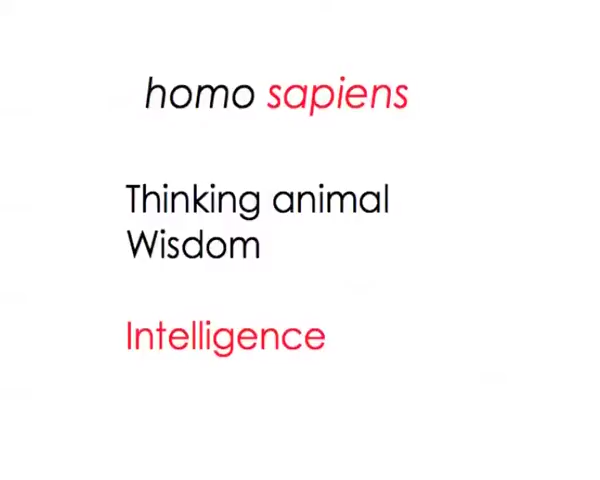 homo sapiens
Thinking animal
Wisdom
Intelligence